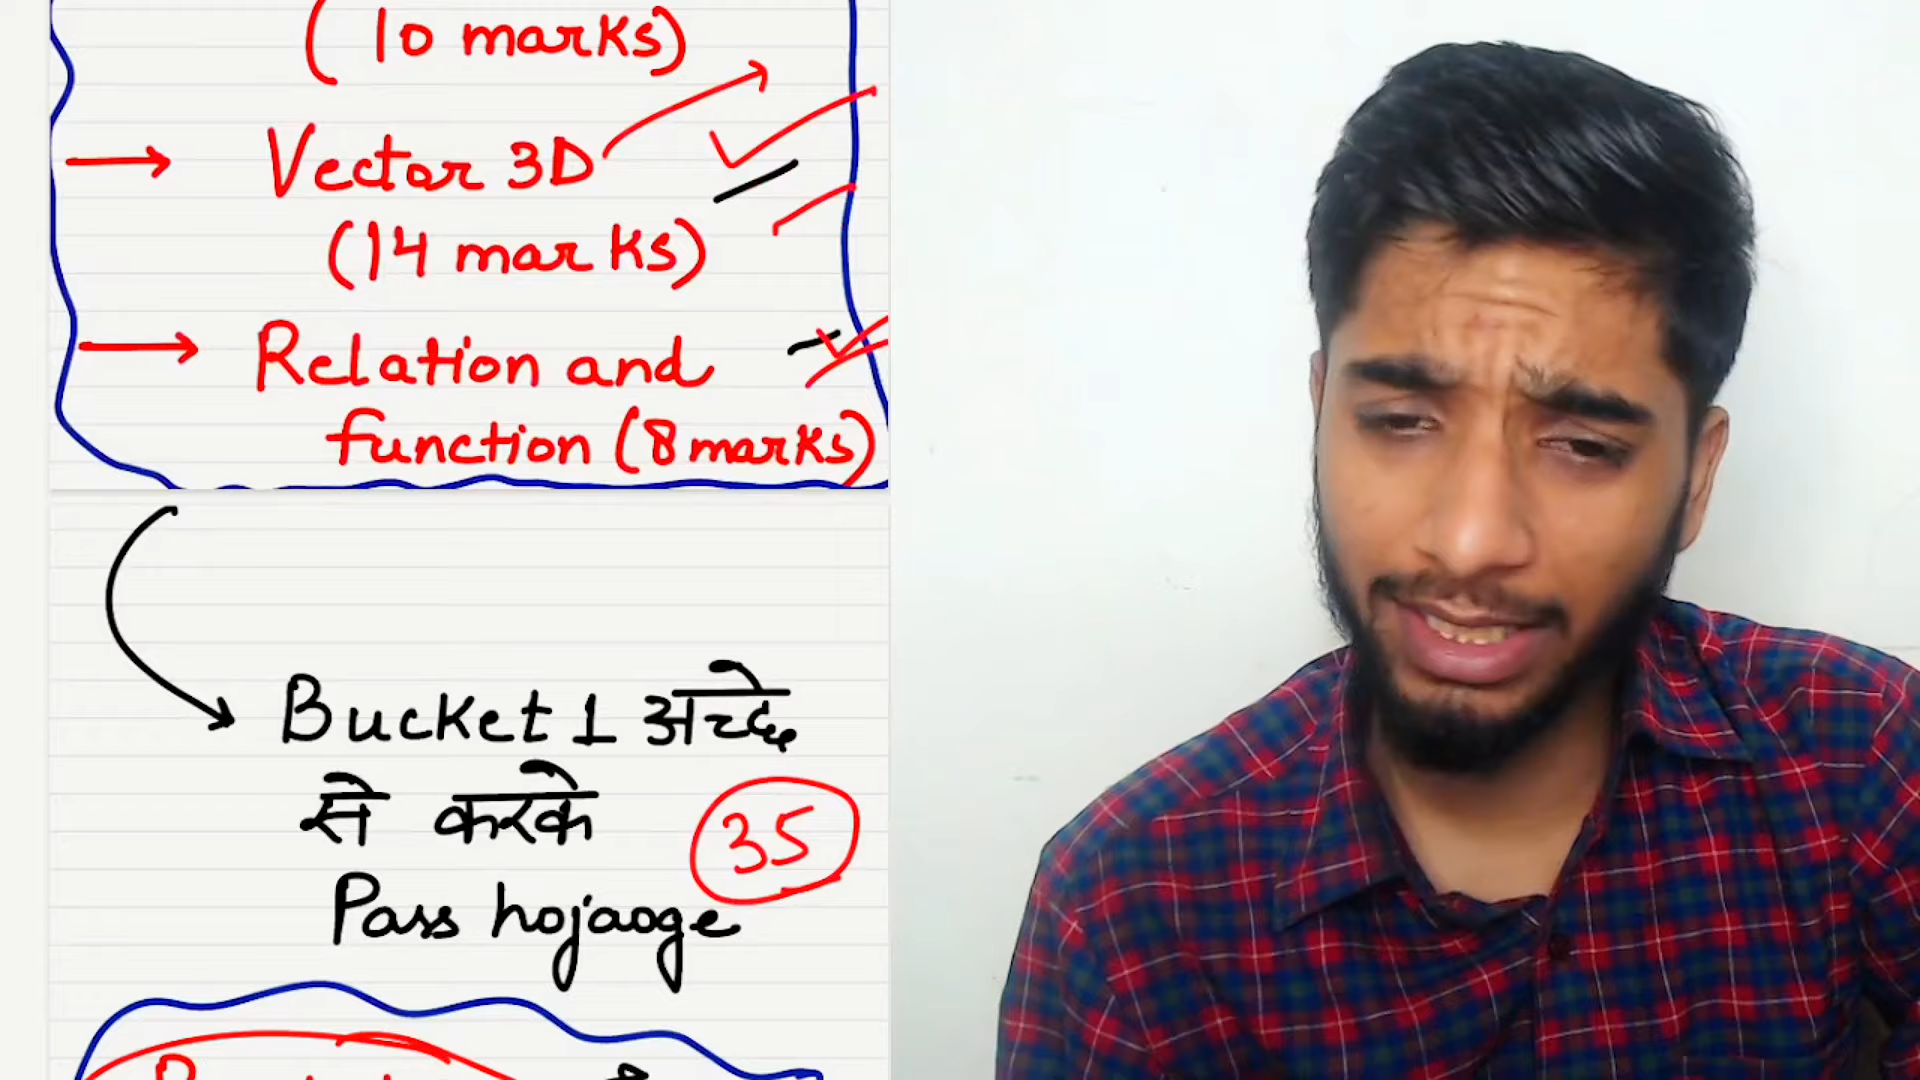 ( 10 marks)
Vector 3D
(14 marks)
Relation and
function (8 marks)
Bucket 1 अच्छे
से करके
35
Pass hojaoge